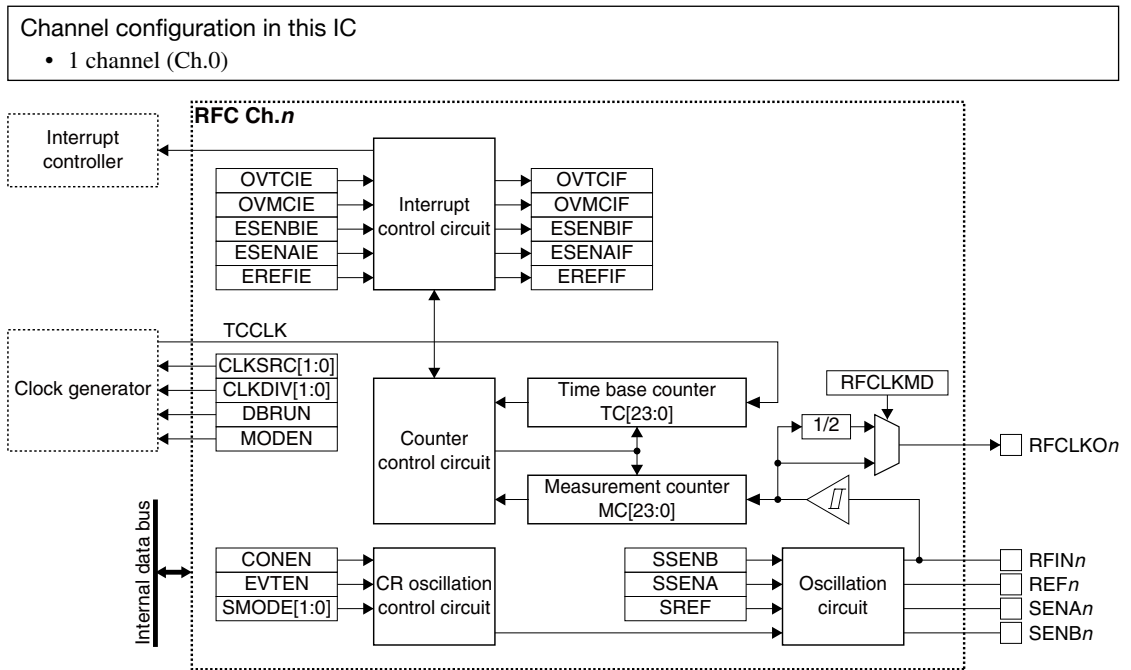 Channel configuration in this IC
• 1 channel (Ch.0)
RFC Ch.n
Interrupt
controller
OVTCIE
OVMCIE
ESENBIE
ESENAIE
EREFIE
Interrupt
control circuit
OVTCIF
OVMCIF
ESENBIF
ESENAIF
EREFIF
TCCLK
Clock generator
CLKSRC[1:0]
CLKDIV[1:0]
DBRUN
MODEN
Counter
control circuit
Time base counter
TC[23:0]
Measurement counter
MC[23:0]
RFCLKMD
1/2
RFCLKOn
Internal data bus
CONEN
EVTEN
SMODE[1:0]
CR oscillation
control circuit
SSENB
SSENA
SREF
Oscillation
circuit
RFINn
REFn
SENAn
SENBn